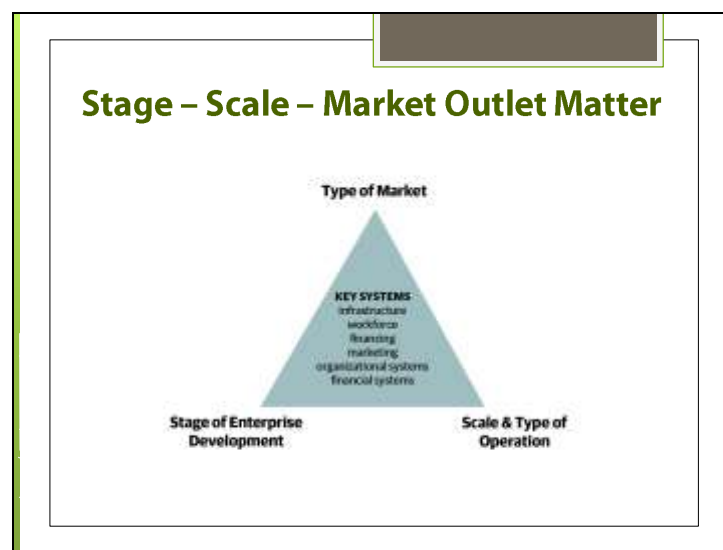 Stage – Scale – Market Outlet Matter
Type of Market
KEY SYSTEMS
infrastructure
workforce
financing
marketing
organizational systems
financial systems
Stage of Enterprise
Development
Scale & Type of
Operation